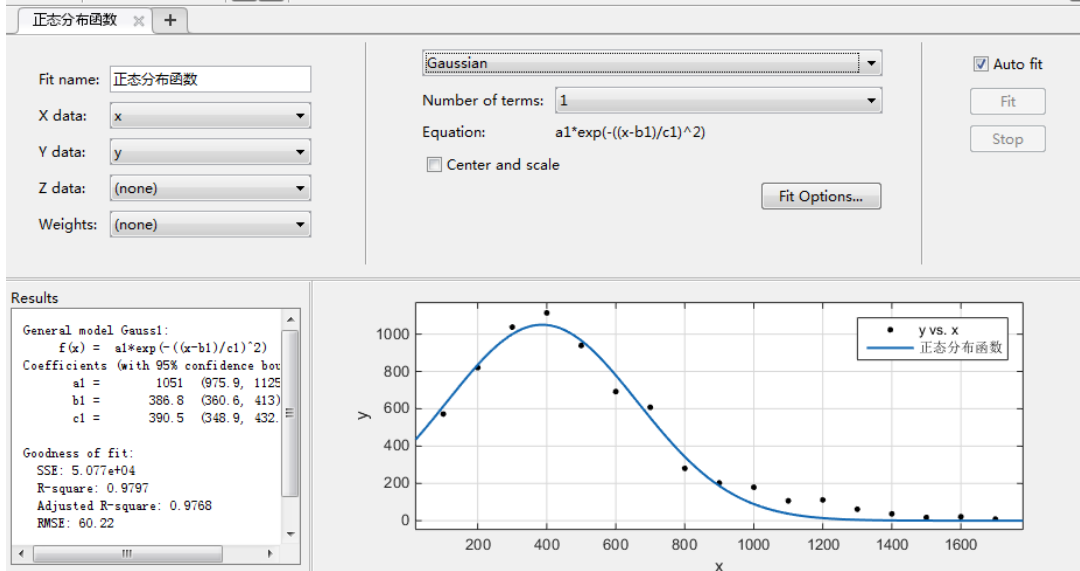 正态分布函数
Fit name: 正态分布函数
X data: x
Y data: y
Z data: (none)
Weights: (none)
Gaussian
Number of terms: 1
Equation: a1*exp(-((x-b1)/c1)^2)
Center and scale
Fit Options...
Auto fit
Fit
Stop
Results
General model Gauss1:
f(x) = a1*exp(-((x-b1)/c1)^2)
Coefficients (with 95% confidence bou
a1 = 1051 (975.9, 1125
b1 = 386.8 (360.6, 413)
c1 = 390.5 (348.9, 432.
Goodness of fit:
SSE: 5.077e+04
R-square: 0.9797
Adjusted R-square: 0.9768
RMSE: 60.22
y vs. x
正态分布函数
1000
800
600
400
200
0
y
200 400 600 800 1000 1200 1400 1600
x